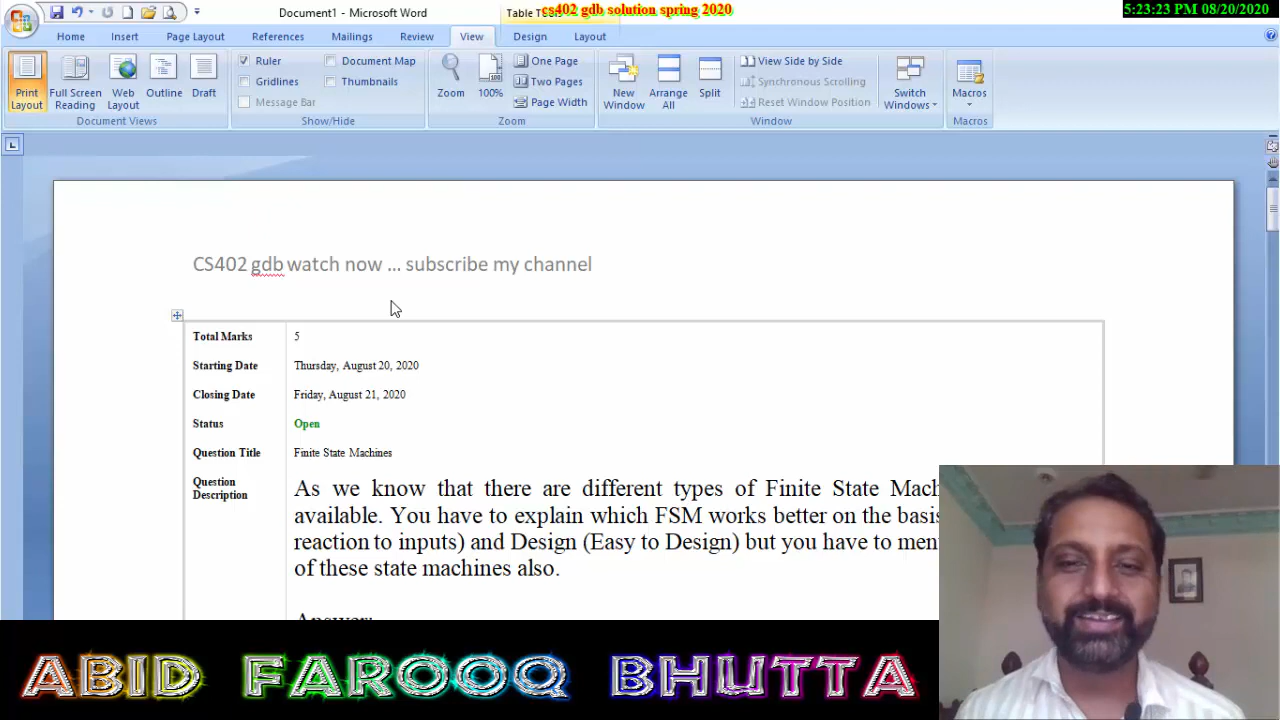 Document1 - Microsoft Word
Table
cs402 gdb solution spring 2020
5:23:23 PM 08/20/2020
Home Insert Page Layout References Mailings Review View Design Layout
Ruler Document Map One Page View Side by Side
Gridlines Thumbnails Two Pages Synchronous Scrolling
Message Bar Page Width Reset Window Position
Print Layout Full Screen Reading Web Layout Outline Draft Zoom 100% New Window Arrange All Split Switch Windows Macros
Document Views Show/Hide Zoom Window Macros
CS402 gdb watch now ... subscribe my channel
Total Marks 5
Starting Date Thursday, August 20, 2020
Closing Date Friday, August 21, 2020
Status Open
Question Title Finite State Machines
Question Description
As we know that there are different types of Finite State
available. You have to explain which FSM works better on the
reaction to inputs) and Design (Easy to Design) but you have to
of these state machines also.
Answer:
ABID FAROOQ BHUTTA